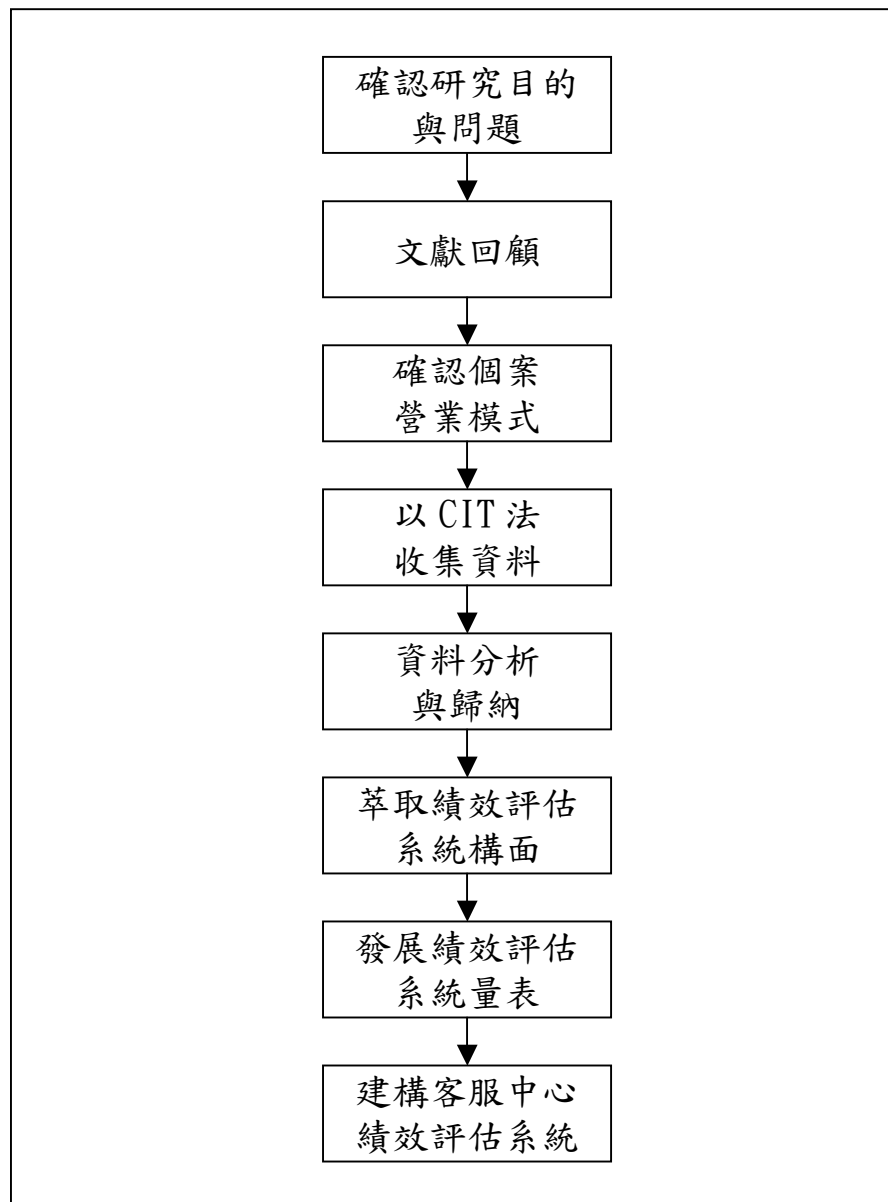 確認研究目的
與問題
文獻回顧
確認個案
營業模式
以CIT法
收集資料
資料分析
與歸納
萃取績效評估
系統構面
發展績效評估
系統量表
建構客服中心
績效評估系統